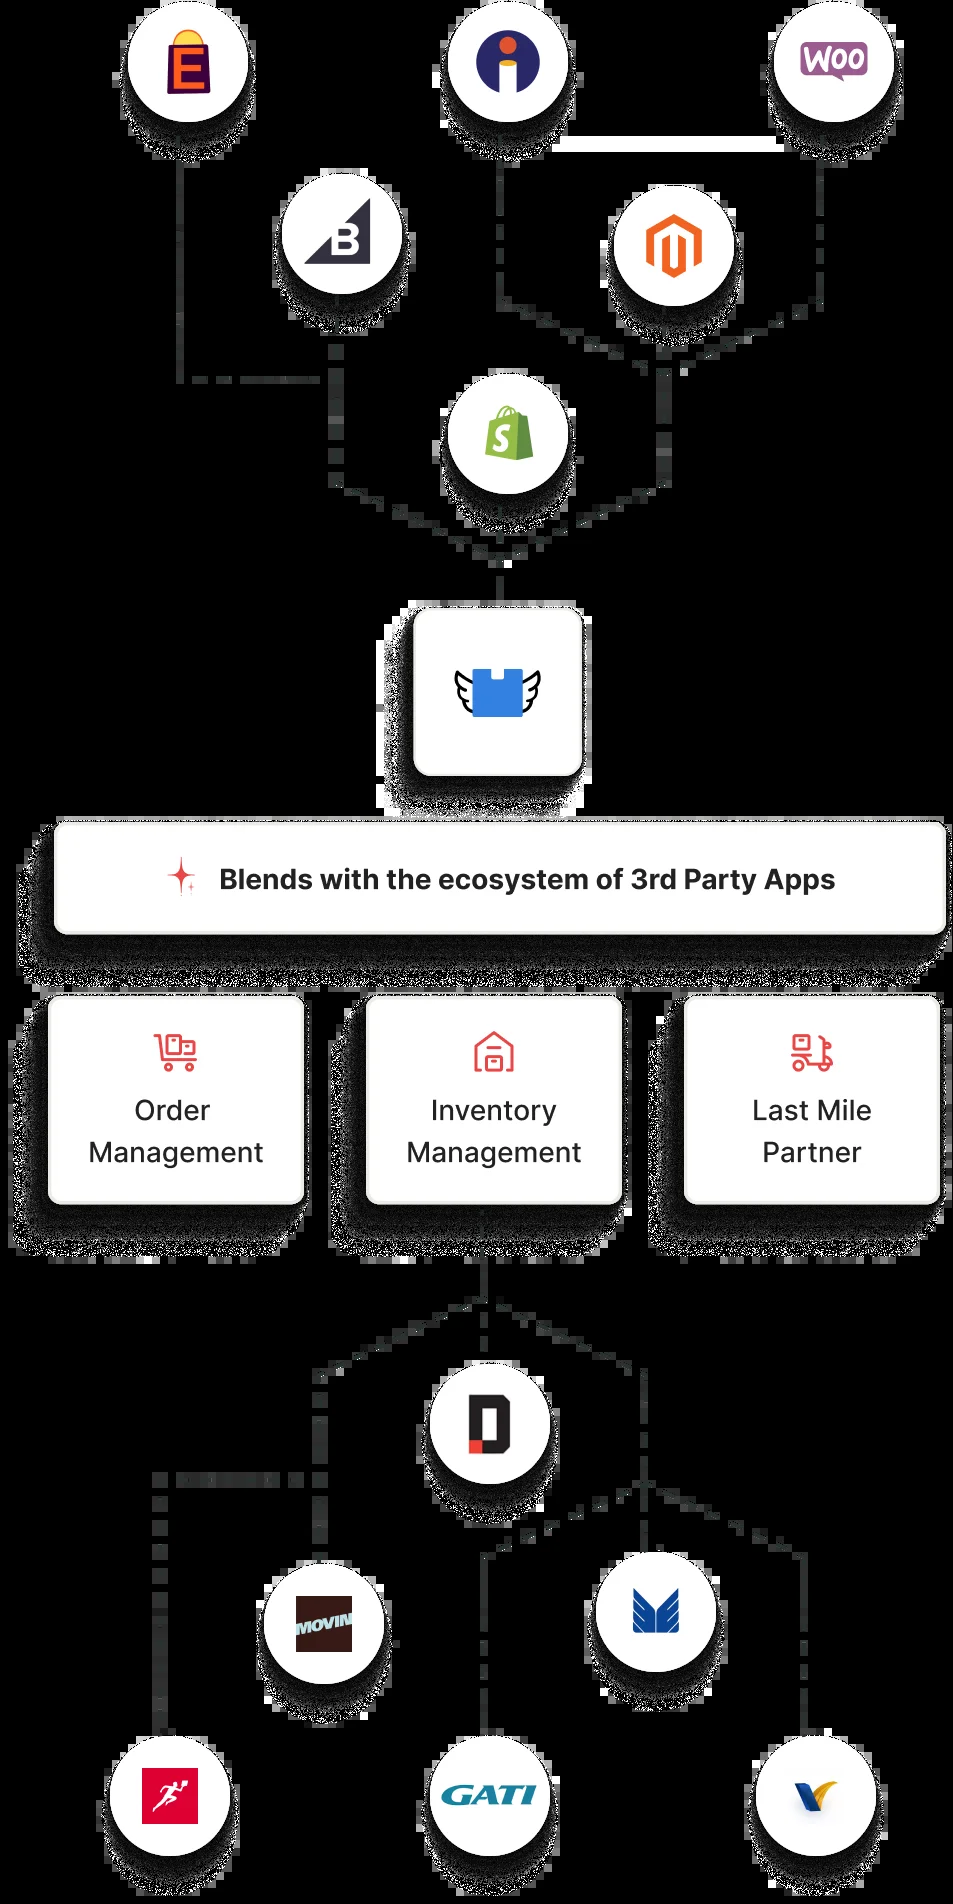 E
i
WOO
B
S
Blends with the ecosystem of 3rd Party Apps
Order
Management
Inventory
Management
Last Mile
Partner
D
MOVIN
GATI
V